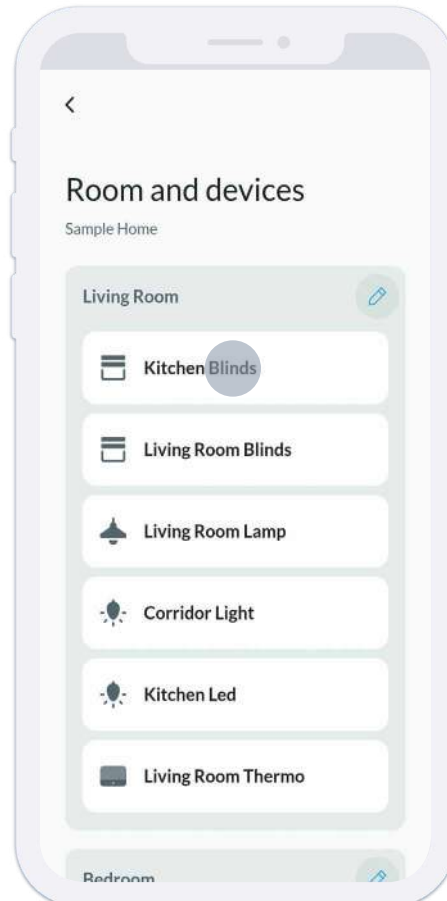 Room and devices
Sample Home
Living Room
Kitchen Blinds
Living Room Blinds
Living Room Lamp
Corridor Light
Kitchen Led
Living Room Thermo
Bedroom